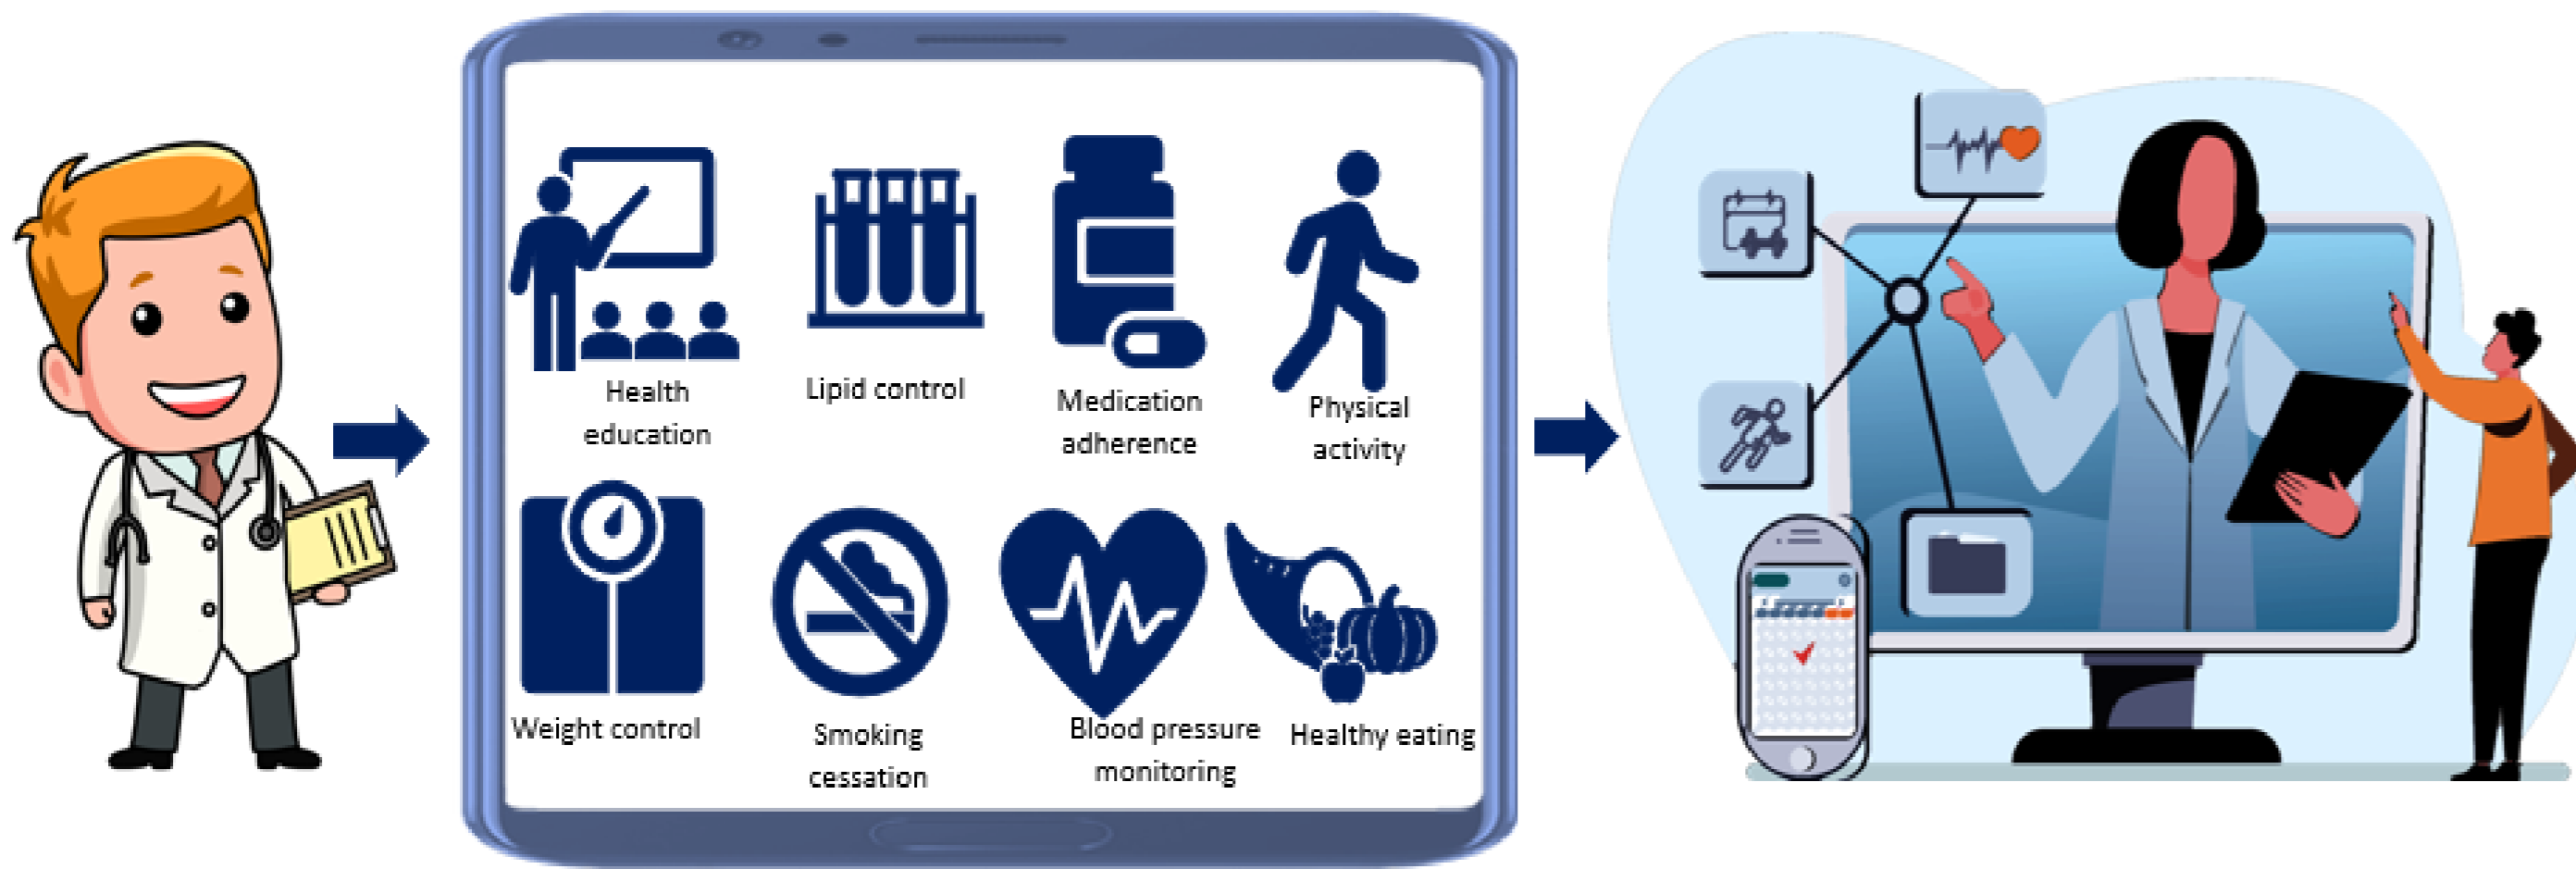 Health
education
Lipid control
Medication
adherence
Physical
activity
Weight control
Smoking
cessation
Blood pressure
monitoring
Healthy eating